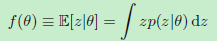 f(θ) ≡ 𝔼[z|θ] = ∫ zp(z|θ) dz